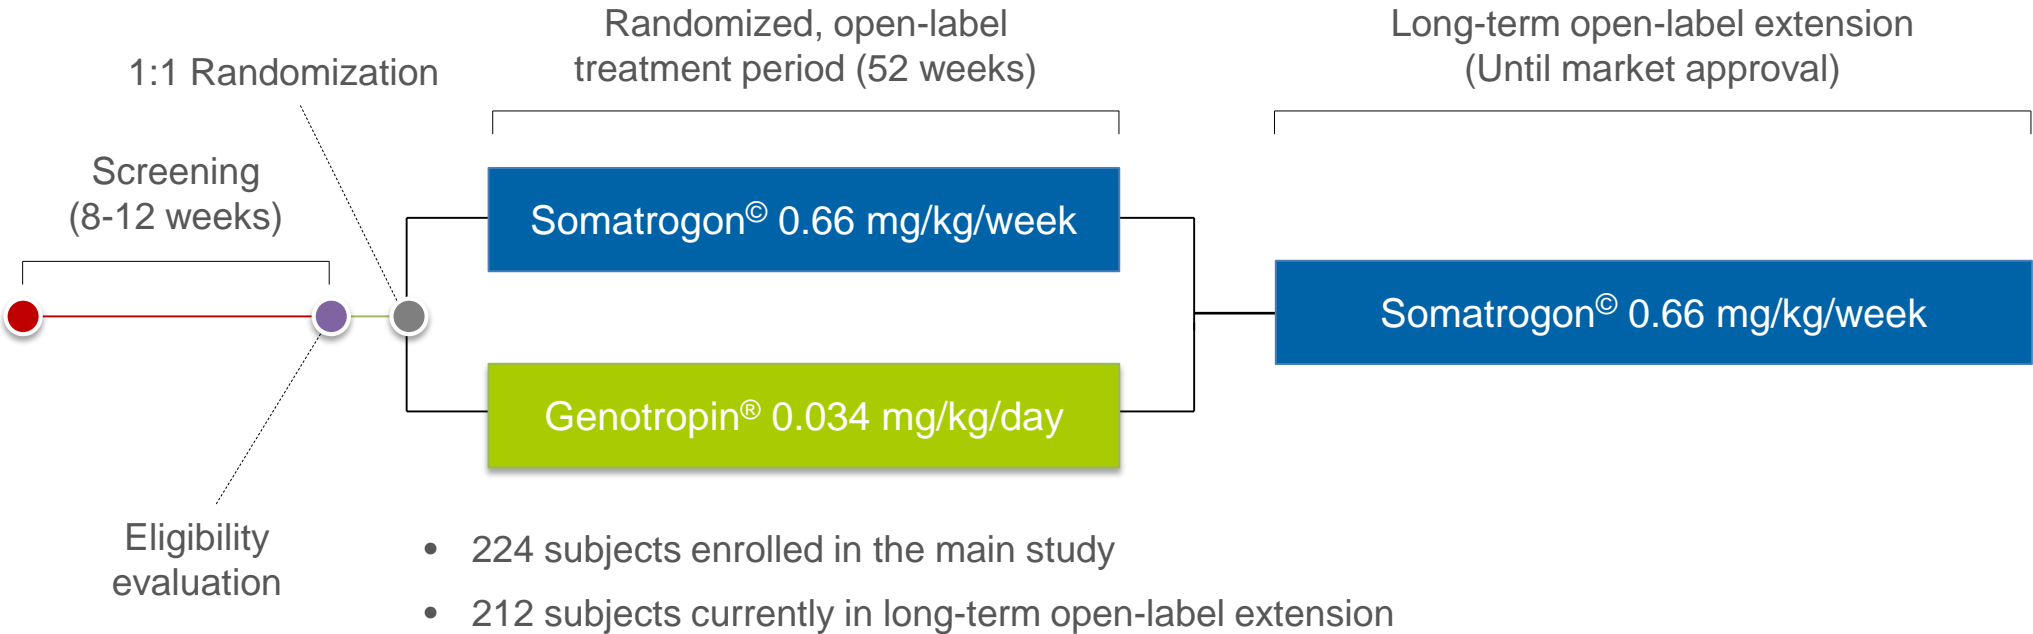 Randomized, open-label
treatment period (52 weeks)
Long-term open-label extension
(Until market approval)
1:1 Randomization
Screening
(8-12 weeks)
Somatrogon© 0.66 mg/kg/week
Somatrogon© 0.66 mg/kg/week
Genotropin® 0.034 mg/kg/day
Eligibility
evaluation
• 224 subjects enrolled in the main study
• 212 subjects currently in long-term open-label extension